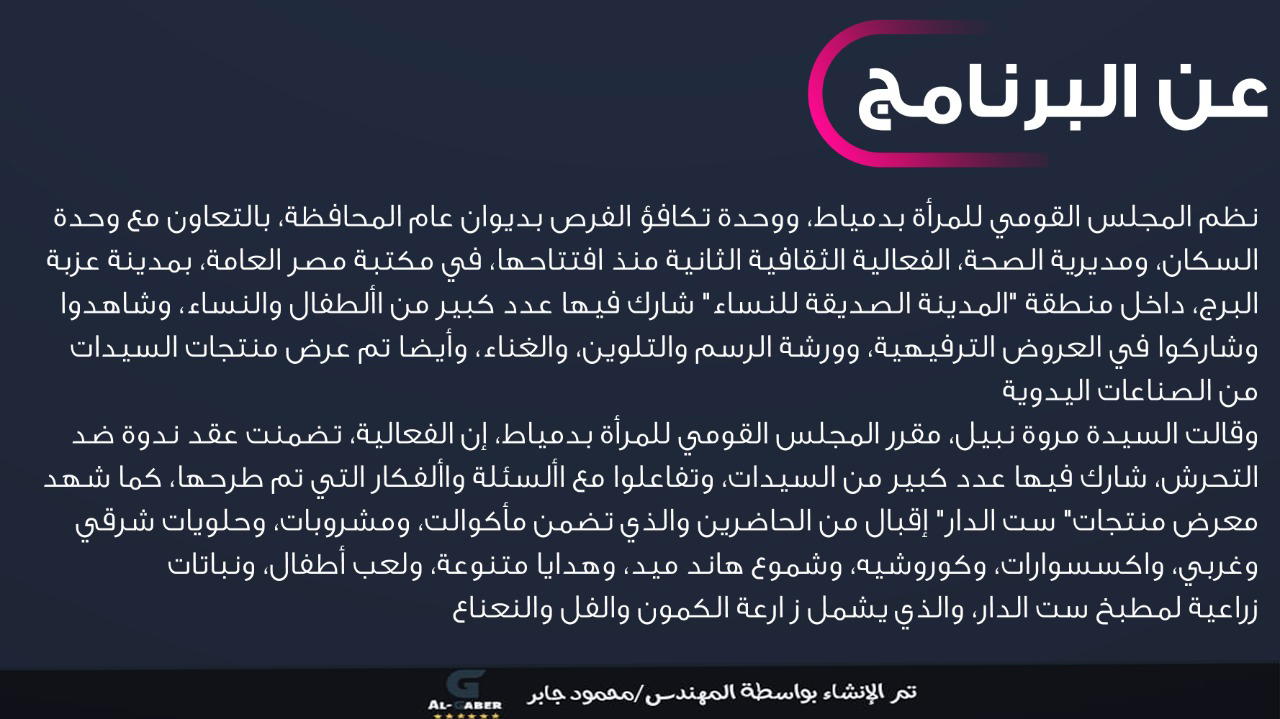 عن البرنامج
نظم المجلس القومي للمرأة بدمياط، ووحدة تكافؤ الفرص بديوان عام المحافظة، بالتعاون مع وحدة
السكان، ومديرية الصحة، الفعالية الثقافية الثانية منذ افتتاحها، في مكتبة مصر العامة، بمدينة عزبة
البرج، داخل منطقة "المدينة الصديقة للنساء" شارك فيها عدد كبير من األطفال والنساء، وشاهدوا
وشاركوا في العروض الترفيهية، وورشة الرسم والتلوين، والغناء، وأيضا تم عرض منتجات السيدات
من الصناعات اليدوية
وقالت السيدة مروة نبيل، مقرر المجلس القومي للمرأة بدمياط، إن الفعالية، تضمنت عقد ندوة ضد
التحرش، شارك فيها عدد كبير من السيدات، وتفاعلوا مع األسئلة واألفكار التي تم طرحها، كما شهد
معرض منتجات" ست الدار" إقبال من الحاضرين والذي تضمن مأكوالت، ومشروبات، وحلويات شرقي
وغربي، واكسسوارات، وكوروشيه، وشموع هاند ميد، وهدايا متنوعة، ولعب أطفال، ونباتات
زراعية لمطبخ ست الدار، والذي يشمل ز ارعة الكمون والفل والنعناع
تم الإنشاء بواسطة المهندس/محمود جابر
G
AL-GABER